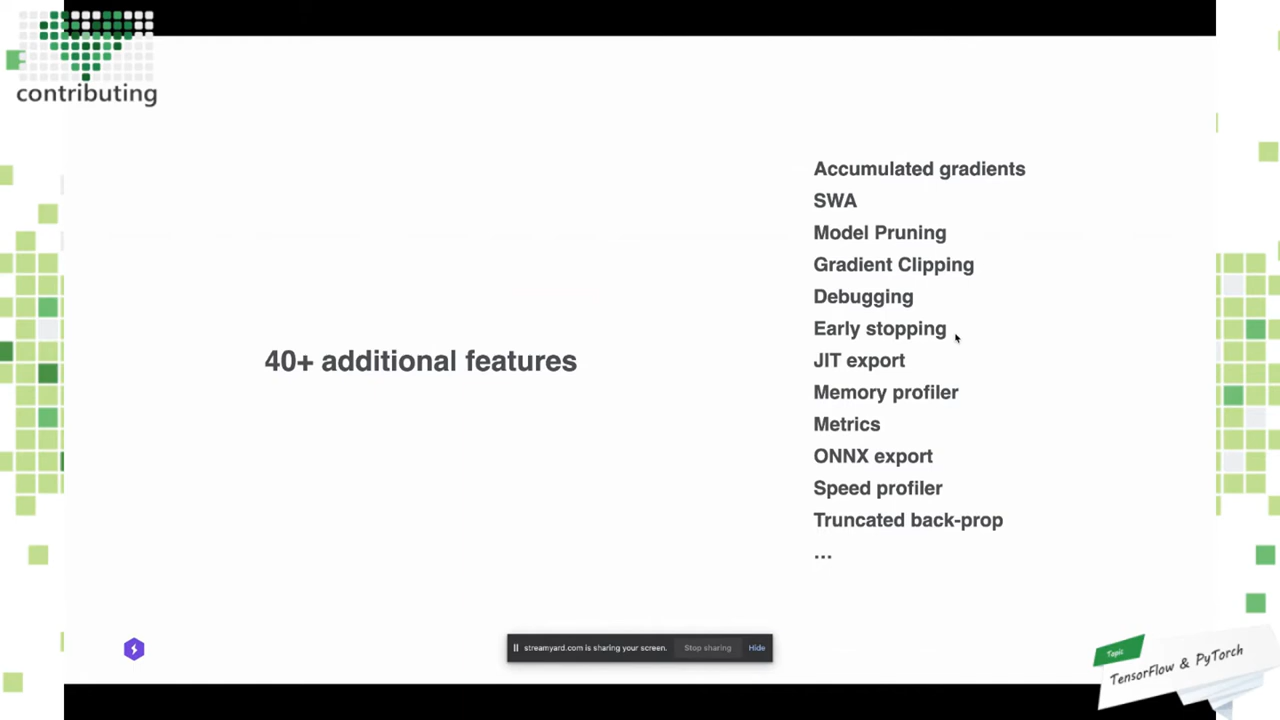 contributing
40+ additional features
Accumulated gradients
SWA
Model Pruning
Gradient Clipping
Debugging
Early stopping
JIT export
Memory profiler
Metrics
ONNX export
Speed profiler
Truncated back-prop
...
streamyard.com is sharing your screen. Stop sharing Hide
Topic
TensorFlow & PyTorch